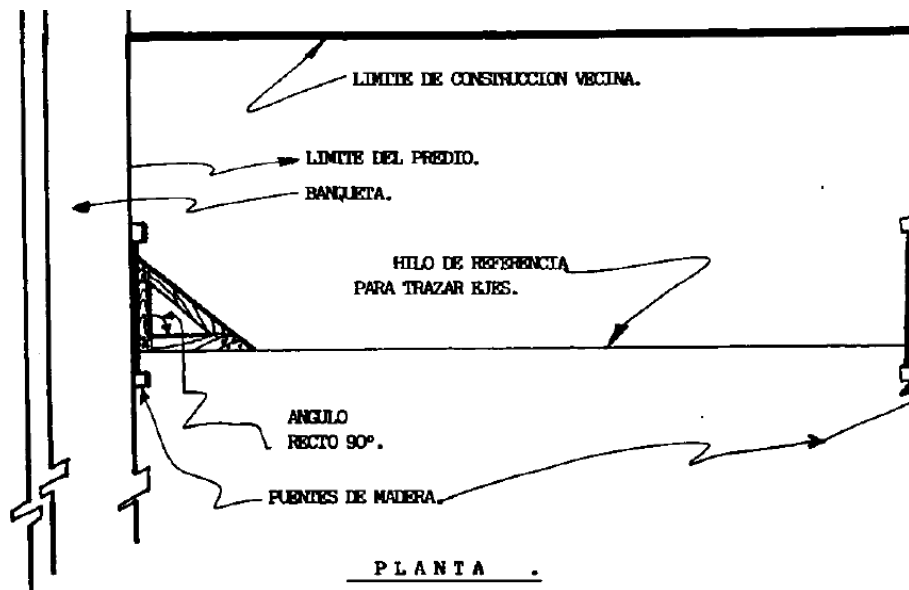 LIMITE DE CONSTRUCCION VECINA.
LIMITE DEL PREDIO.
BANQUETA.
HILO DE REFERENCIA
PARA TRAZAR EJES.
ANGULO
RECTO 90°.
PUENTES DE MADERA.
PLANTA .